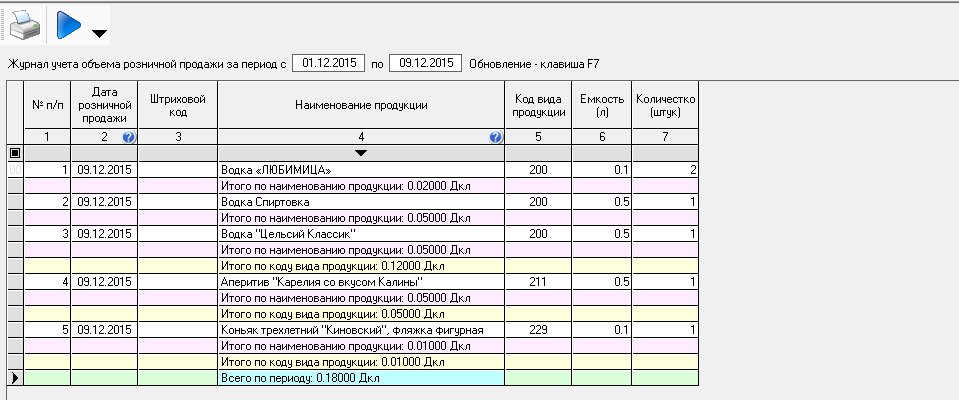 Журнал учета объема розничной продажи за период с 01.12.2015 по 09.12.2015 Обновление - клавиша F7
№ п/п Дата розничной продажи Штриховой код Наименование продукции Код вида продукции Емкость (л) Количестко (штук)
1 2 ? 3 4 ? 5 6 7
1 09.12.2015 Водка «ЛЮБИМИЦА» 200 0.1 2
Итого по наименованию продукции: 0.02000 Дкл
2 09.12.2015 Водка Спиртовка 200 0.5 1
Итого по наименованию продукции: 0.05000 Дкл
3 09.12.2015 Водка "Цельсий Классик" 200 0.5 1
Итого по наименованию продукции: 0.05000 Дкл
Итого по коду вида продукции: 0.12000 Дкл
4 09.12.2015 Аперитив "Карелия со вкусом Калины" 211 0.5 1
Итого по наименованию продукции: 0.05000 Дкл
Итого по коду вида продукции: 0.05000 Дкл
5 09.12.2015 Коньяк трехлетний "Киновский", фляжка фигурная 229 0.1 1
Итого по наименованию продукции: 0.01000 Дкл
Итого по коду вида продукции: 0.01000 Дкл
Всего по периоду: 0.18000 Дкл